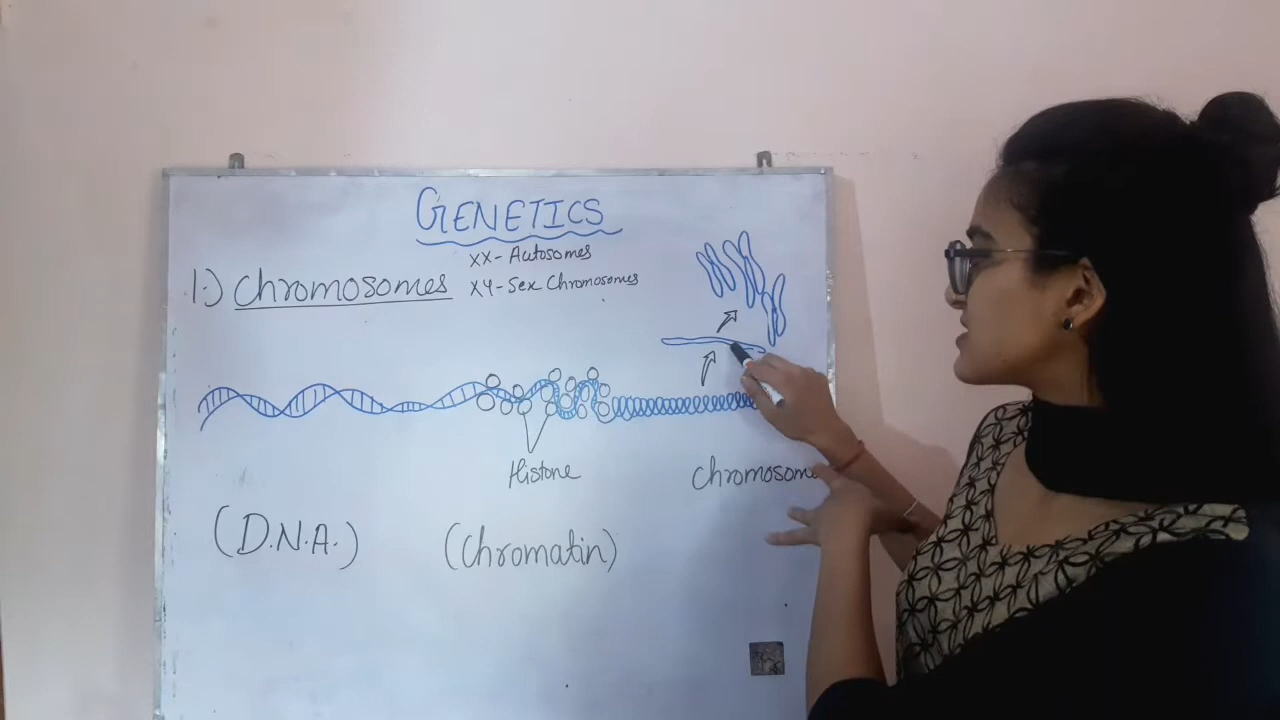 GENETICS
XX- Autosomes
1.) Chromosomes XY- Sex Chromosomes
Histone
Chromosom
(D.N.A.) (Chromatin)